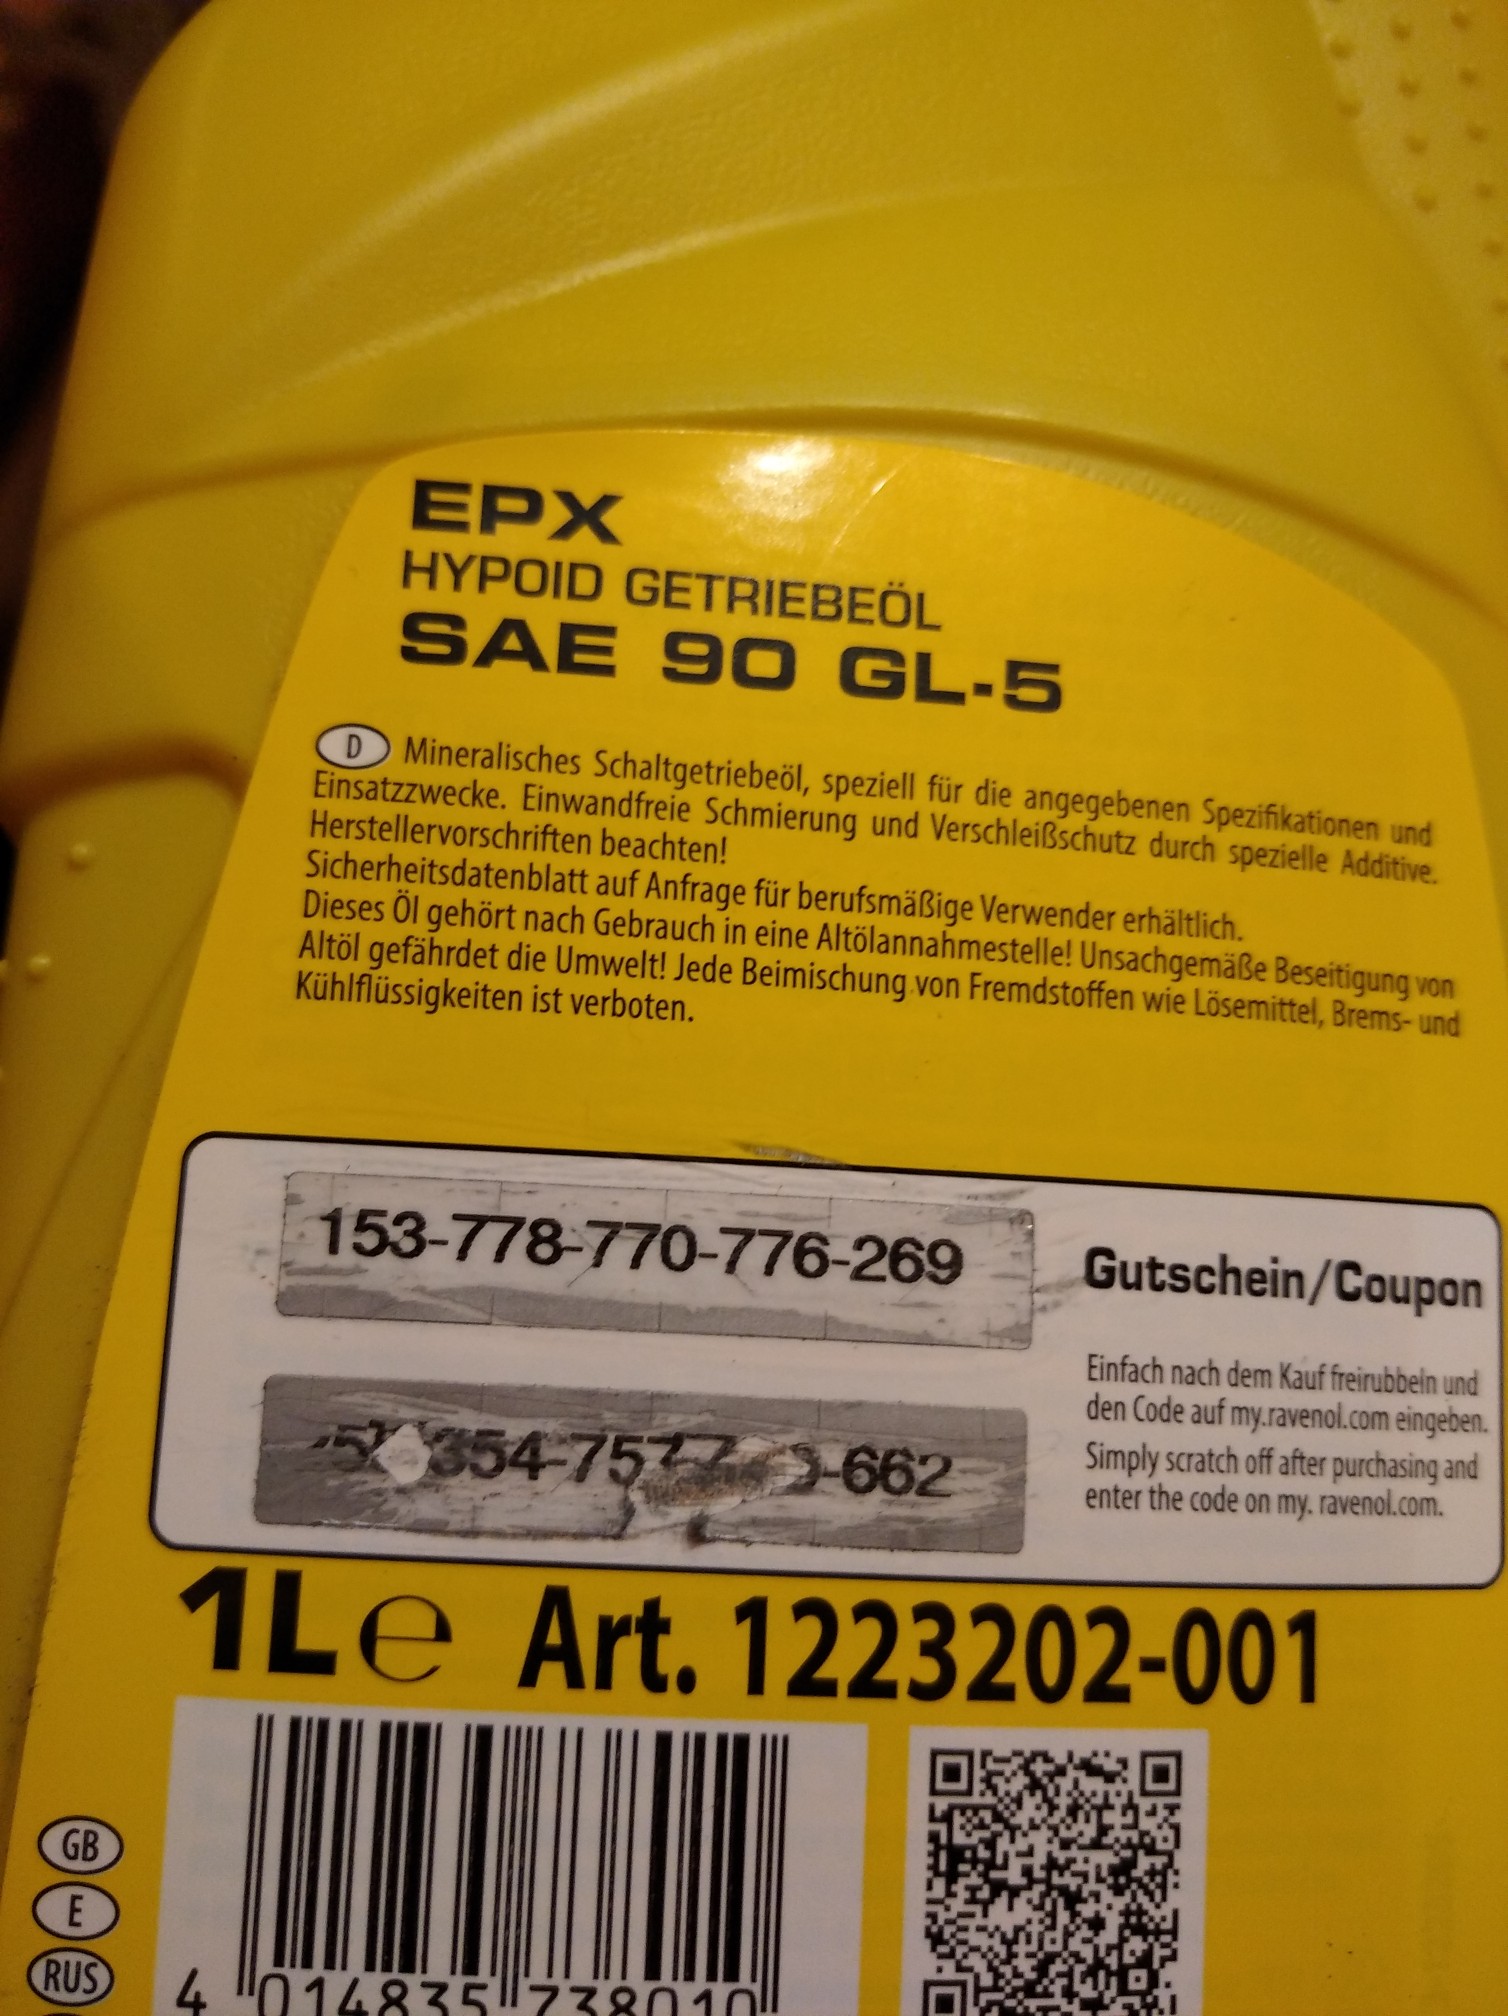 EPX
HYPOID GETRIEBEÖL
SAE 90 GL-5
D Mineralisches Schaltgetriebeöl, speziell für die angegebenen Spezifikationen und
Einsatzzwecke. Einwandfreie Schmierung und Verschleißschutz durch spezielle Additive.
Herstellervorschriften beachten!
Sicherheitsdatenblatt auf Anfrage für berufsmäßige Verwender erhältlich.
Dieses Öl gehört nach Gebrauch in eine Altölannahmestelle! Unsachgemäße Beseitigung von
Altöl gefährdet die Umwelt! Jede Beimischung von Fremdstoffen wie Lösemittel, Brems- und
Kühlflüssigkeiten ist verboten.
153-778-770-776-269
Gutschein/Coupon
Einfach nach dem Kauf freirubbeln und
den Code auf my.ravenol.com eingeben.
Simply scratch off after purchasing and
enter the code on my. ravenol.com.
1L e Art. 1223202-001
GB
E
RUS
4 014835 738010